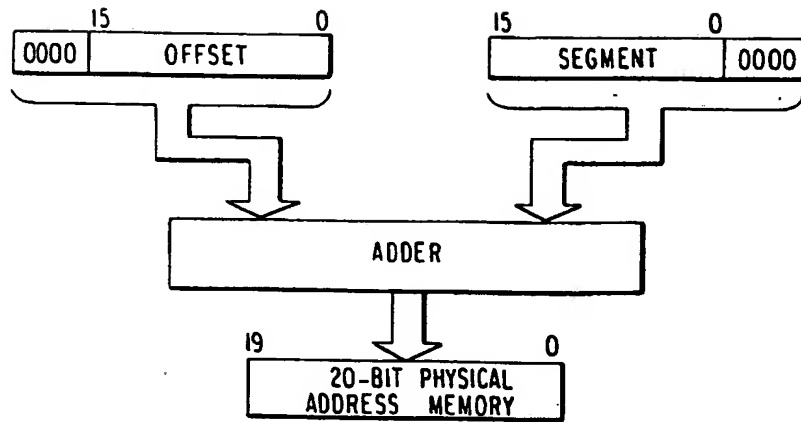 15 0
0000 OFFSET
15 0
SEGMENT 0000
ADDER
19 0
20-BIT PHYSICAL
ADDRESS MEMORY